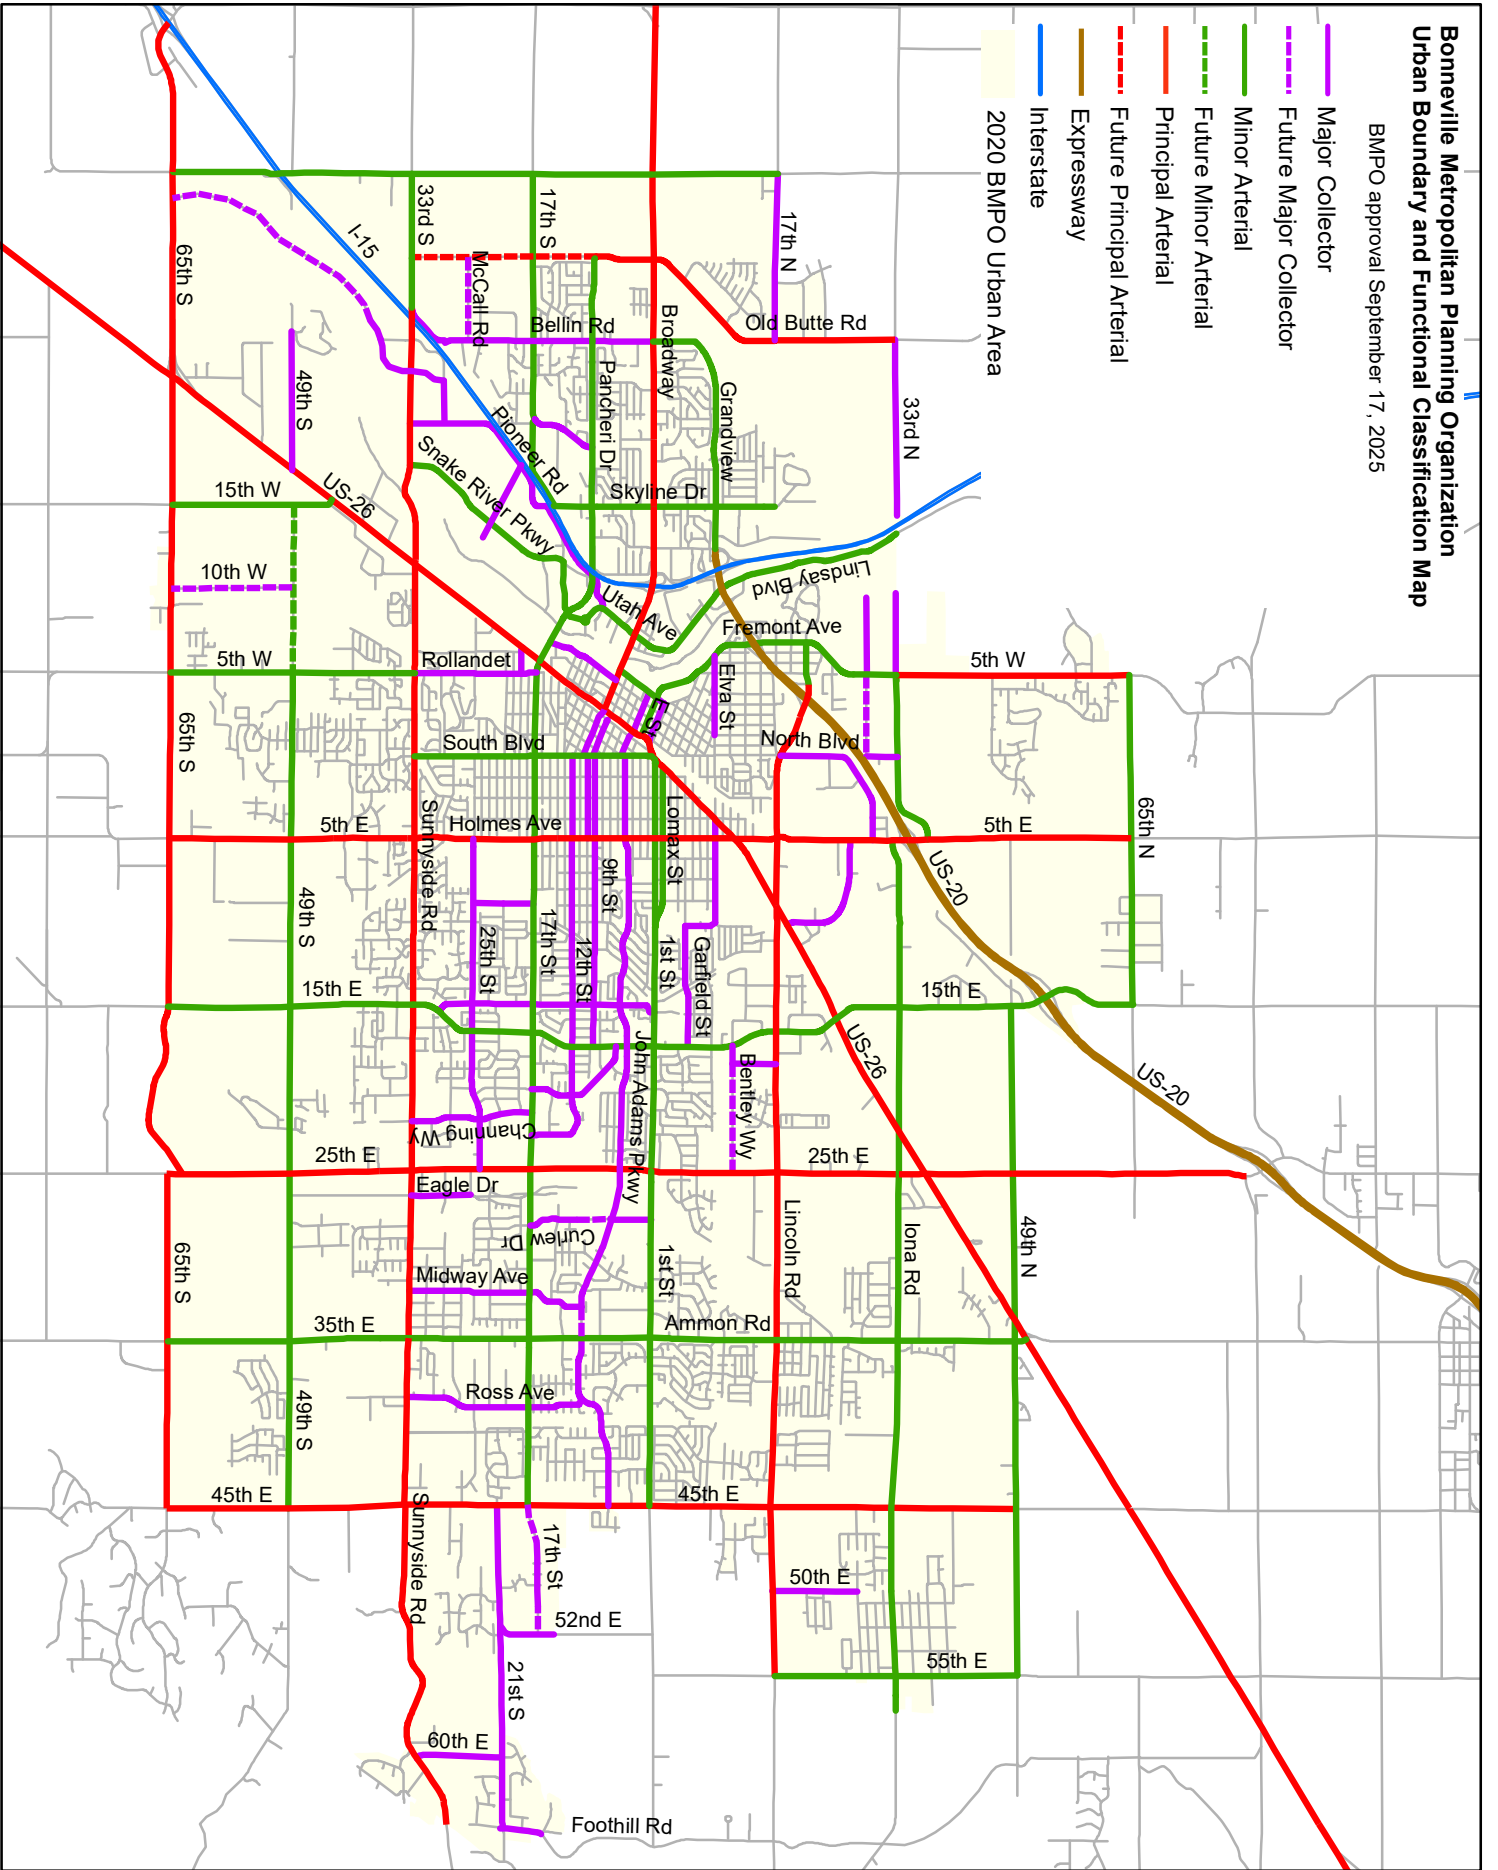 Bonneville Metropolitan Planning Organization
Urban Boundary and Functional Classification Map
BMPO approval September 17, 2025
Major Collector
Future Major Collector
Minor Arterial
Future Minor Arterial
Principal Arterial
Future Principal Arterial
Expressway
Interstate
2020 BMPO Urban Area
33rd S
17th S
17th N
I-15
65th S
McCall Rd
Bellin Rd
Broadway
Old Butte Rd
49th S
Pancheri Dr
Grandview
33rd N
Pioneer Rd
Snake River Pkwy
15th W
US-26
Skyline Dr
10th W
Lindsay Blvd
Utah Ave
Fremont Ave
5th W
Rollandet
5th W
Elva St
E St
65th S
South Blvd
North Blvd
5th E
Sunnyside Rd
Holmes Ave
Lomax St
5th E
65th N
9th St
US-20
49th S
25th St
17th St
12th St
1st St
Garfield St
15th E
15th E
John Adams Pkwy
Bentley Wy
US-26
US-20
Channing Wy
25th E
25th E
Eagle Dr
Curlew Dr
65th S
1st St
Lincoln Rd
Iona Rd
49th N
Midway Ave
35th E
Ammon Rd
Ross Ave
49th S
45th E
45th E
Sunnyside Rd
17th St
50th E
52nd E
55th E
21st S
60th E
Foothill Rd